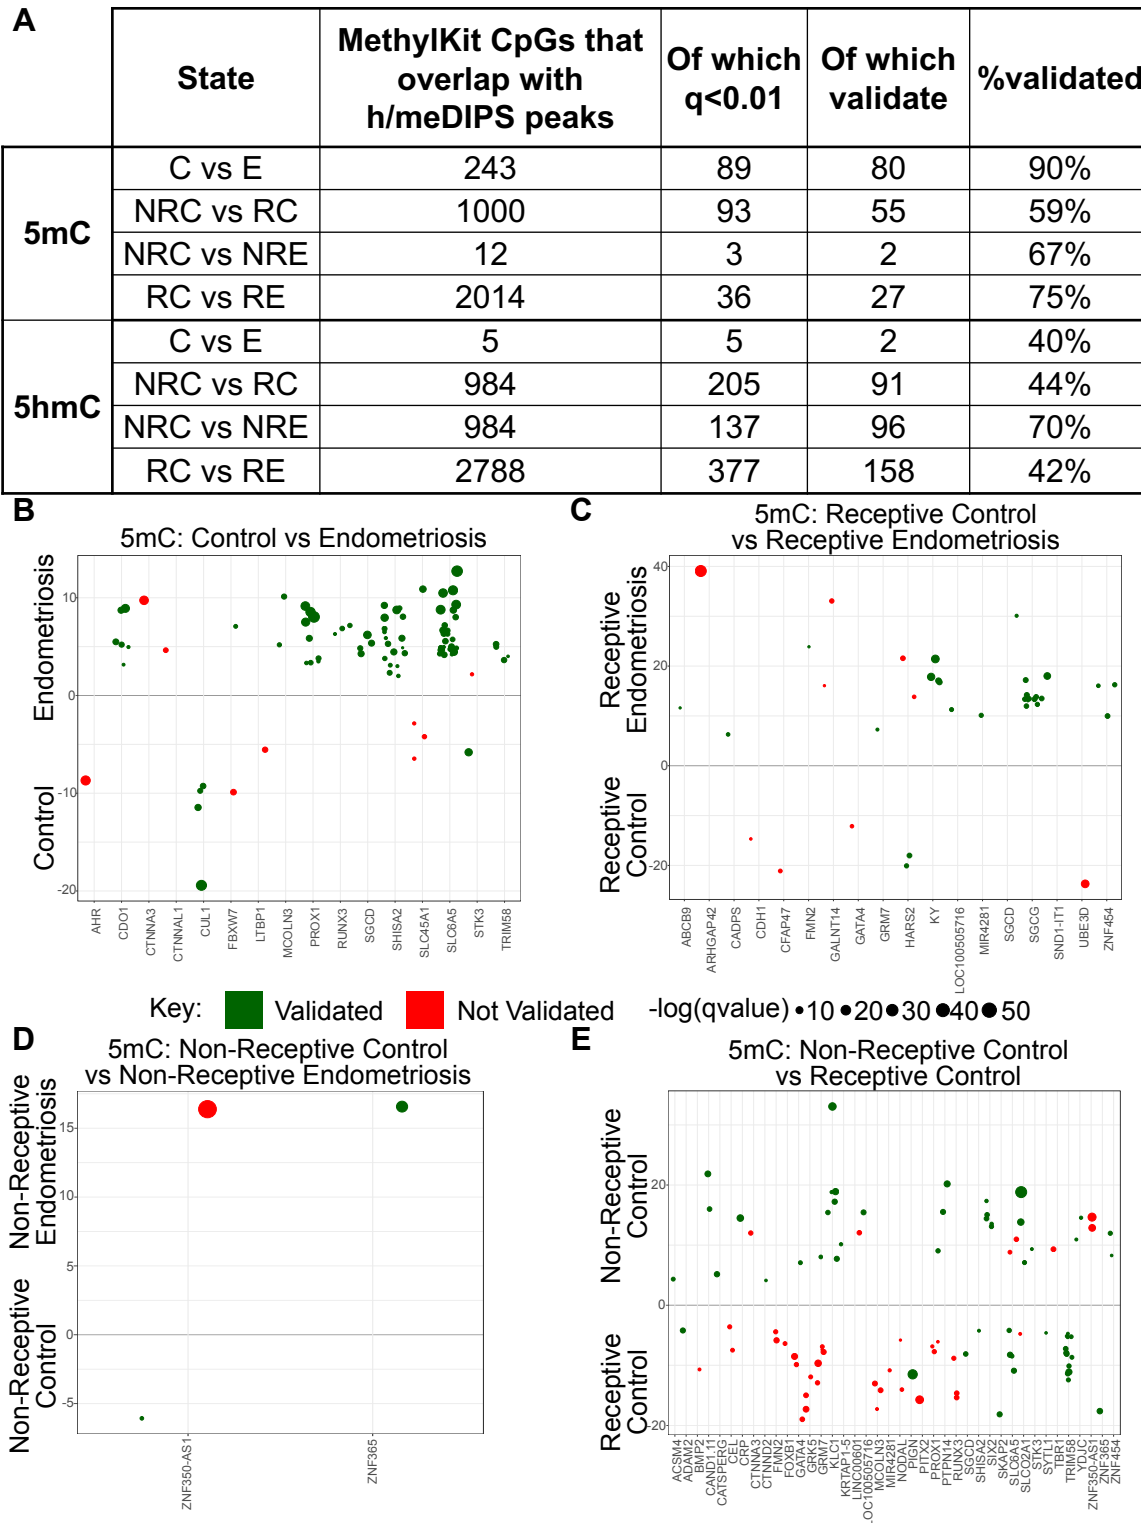 A
State
MethylKit CpGs that
overlap with
h/meDIPS peaks
Of which
q<0.01
Of which
validate
%validated
5mC
C vs E 243 89 80 90%
NRC vs RC 1000 93 55 59%
NRC vs NRE 12 3 2 67%
RC vs RE 2014 36 27 75%
5hmC
C vs E 5 5 2 40%
NRC vs RC 984 205 91 44%
NRC vs NRE 984 137 96 70%
RC vs RE 2788 377 158 42%
B
5mC: Control vs Endometriosis
Endometriosis
Control
10
0
-10
-20
AHR
CDO1
CTNNA3
CTNNAL1
CUL1
FBXW7
LTBP1
MCOLN3
PROX1
RUNX3
SGCD
SHISA2
SLC45A1
SLC6A5
STK3
TRIM58
C
5mC: Receptive Control
vs Receptive Endometriosis
Receptive
Endometriosis
Receptive
Control
40
20
0
-20
ABCB9
ARHGAP42
CADPS
CDH1
CFAP47
FMN2
GALNT14
GATA4
GRM7
HARS2
KY
LOC100505716
MIR4281
SGCD
SGCG
SND1-IT1
UBE3D
ZNF454
Key: Validated Not Validated -log(qvalue) 10 20 30 40 50
D
5mC: Non-Receptive Control
vs Non-Receptive Endometriosis
Non-Receptive
Endometriosis
Non-Receptive
Control
15
10
5
0
-5
ZNF350-AS1
ZNF365
E
5mC: Non-Receptive Control
vs Receptive Control
Non-Receptive
Control
Receptive
Control
20
0
-20
ACSM4
ADAM2
BMP2
CAND1.11
CATSPERG
CEL
CRP
CTNNA3
CTNND2
FMN2
FOXB1
GATA4
GRK5
GRM7
KLC1
KRTAP1-5
LINC00601
LOC100505716
MCOLN3
MIR4281
NODAL
PIGN
PITX2
PROX1
PTPN14
RUNX3
SGCD
SHISA2
SIX2
SKAP2
SLC6A5
SLCO2A1
STK3
SYTL1
TBR1
TRIM58
YDJC
ZNF350-AS1
ZNF365
ZNF454